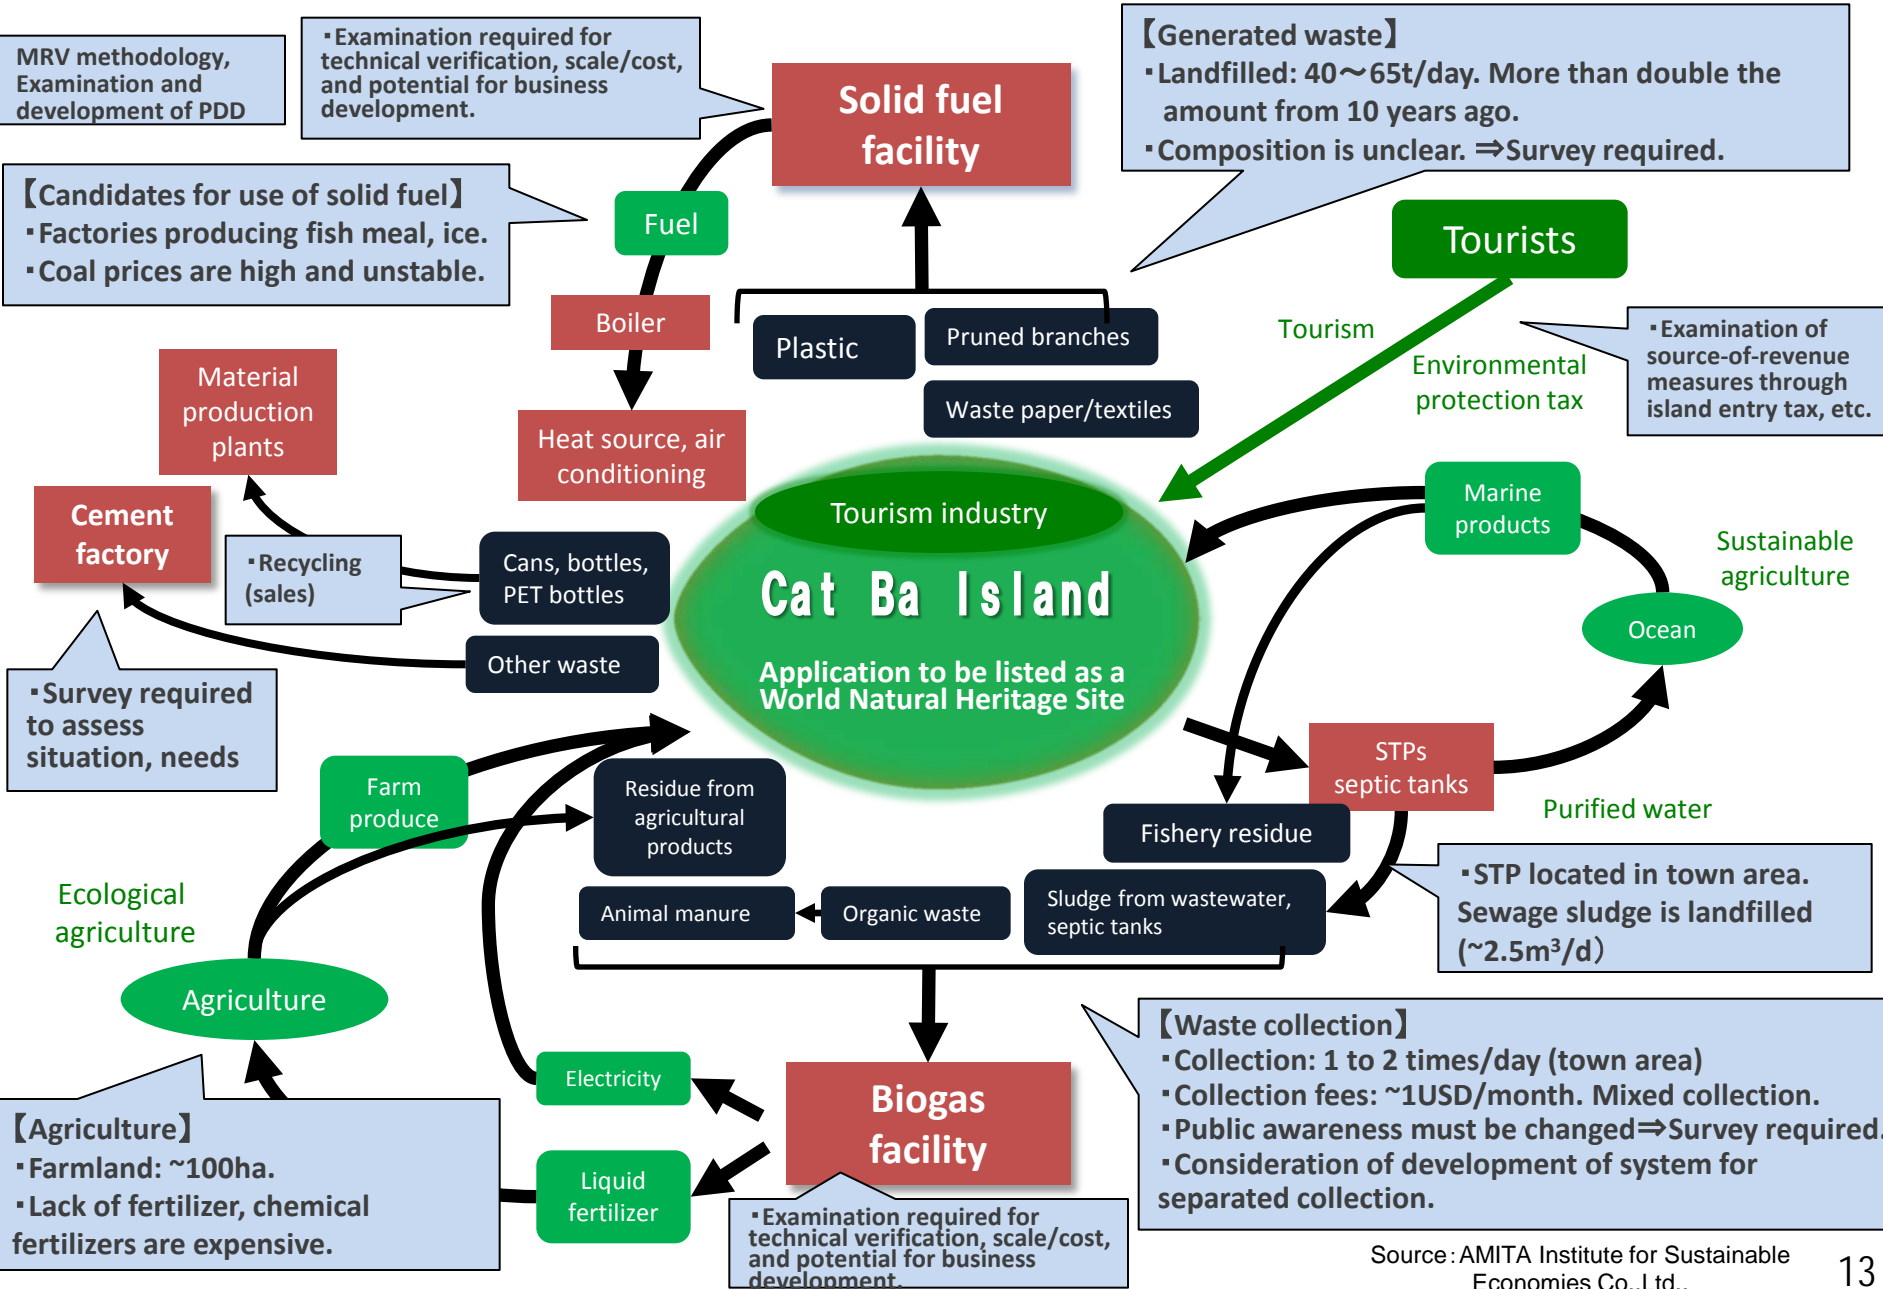 MRV methodology,
Examination and
development of PDD
・Examination required for
technical verification, scale/cost,
and potential for business
development.
Solid fuel
facility
【Generated waste】
・Landfilled: 40～65t/day. More than double the
amount from 10 years ago.
・Composition is unclear. ⇒Survey required.
【Candidates for use of solid fuel】
・Factories producing fish meal, ice.
・Coal prices are high and unstable.
Fuel
Boiler
Heat source, air
conditioning
Plastic
Pruned branches
Waste paper/textiles
Tourists
Tourism
Environmental
protection tax
・Examination of
source-of-revenue
measures through
island entry tax, etc.
Material
production
plants
Cement
factory
・Recycling
(sales)
Cans, bottles,
PET bottles
Other waste
・Survey required
to assess
situation, needs
Tourism industry
Cat Ba Island
Application to be listed as a
World Natural Heritage Site
Marine
products
Sustainable
agriculture
Ocean
STPs
septic tanks
Purified water
Fishery residue
Sludge from wastewater,
septic tanks
・STP located in town area.
Sewage sludge is landfilled
(~2.5m³/d）
Farm
produce
Residue from
agricultural
products
Animal manure
Organic waste
Ecological
agriculture
Agriculture
【Agriculture】
・Farmland: ~100ha.
・Lack of fertilizer, chemical
fertilizers are expensive.
Electricity
Liquid
fertilizer
Biogas
facility
・Examination required for
technical verification, scale/cost,
and potential for business
development.
【Waste collection】
・Collection: 1 to 2 times/day (town area)
・Collection fees: ~1USD/month. Mixed collection.
・Public awareness must be changed⇒Survey required.
・Consideration of development of system for
separated collection.
Source：AMITA Institute for Sustainable
Economies Co.,Ltd..
13